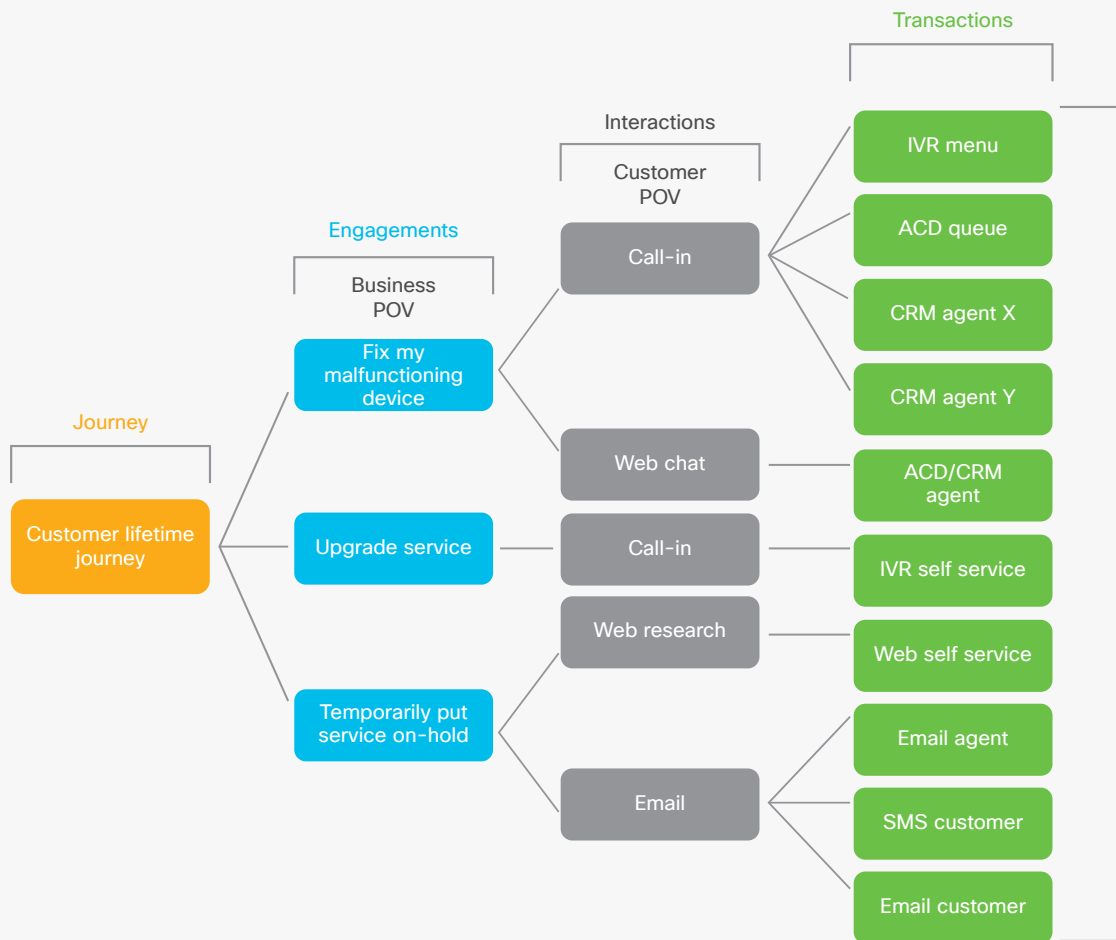 Transactions
Interactions
Customer
POV
Engagements
Business
POV
Journey
Customer lifetime
journey
Fix my
malfunctioning
device
Upgrade service
Temporarily put
service on-hold
Call-in
Web chat
Call-in
Web research
Email
IVR menu
ACD queue
CRM agent X
CRM agent Y
ACD/CRM
agent
IVR self service
Web self service
Email agent
SMS customer
Email customer